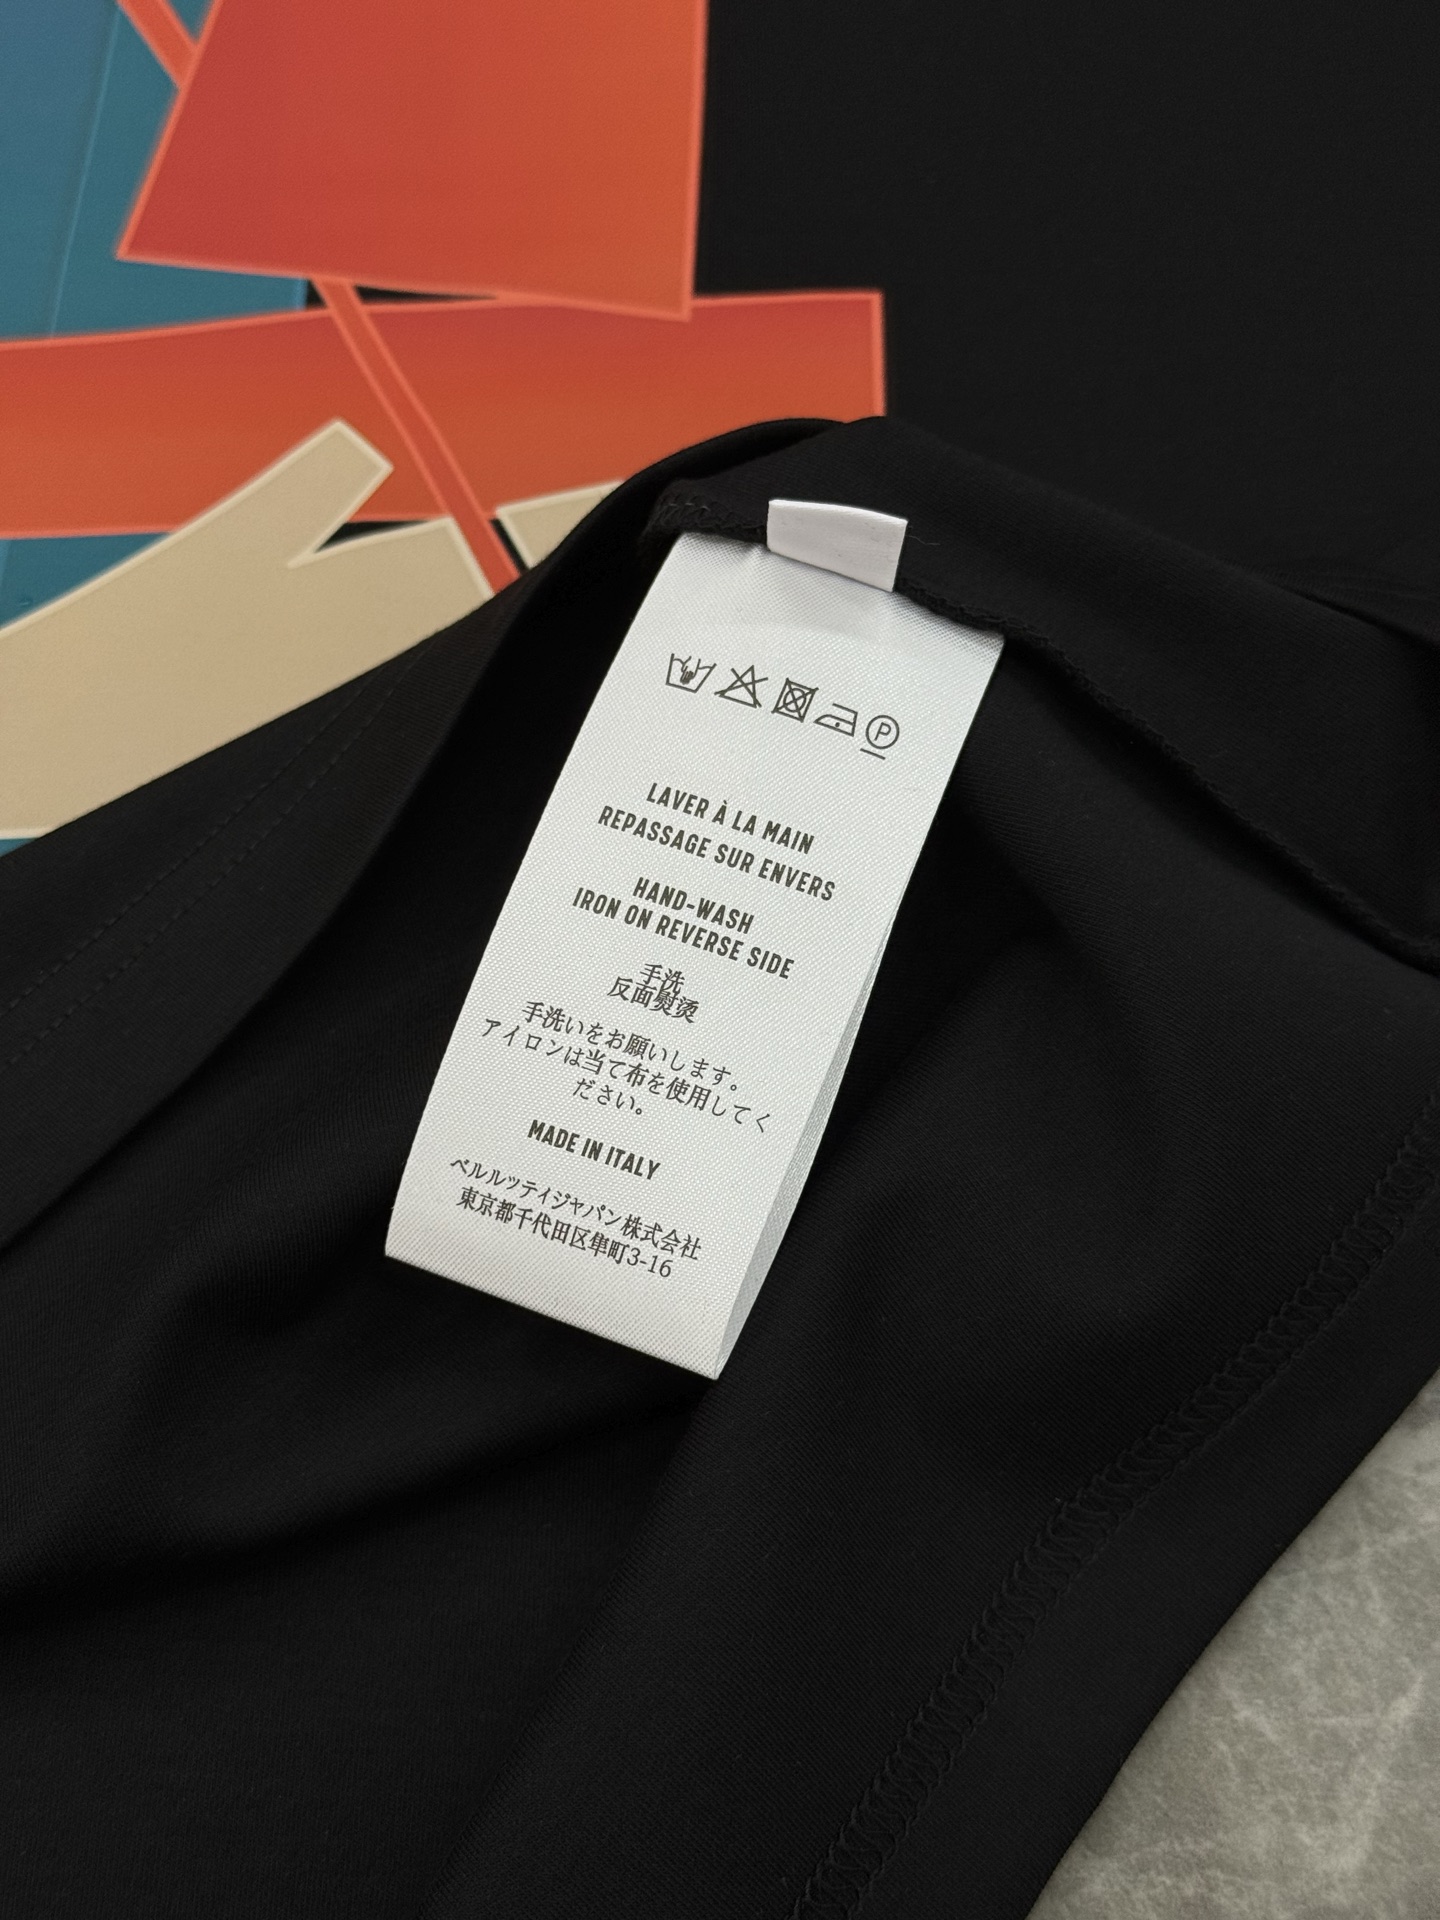 P
LAVER À LA MAIN
REPASSAGE SUR ENVERS
HAND-WASH
IRON ON REVERSE SIDE
手洗
反面熨烫
手洗いをお願いします。
アイロンは当て布を使用してく
ださい。
MADE IN ITALY
ベルルッティジャパン株式会社
東京都千代田区隼町3-16